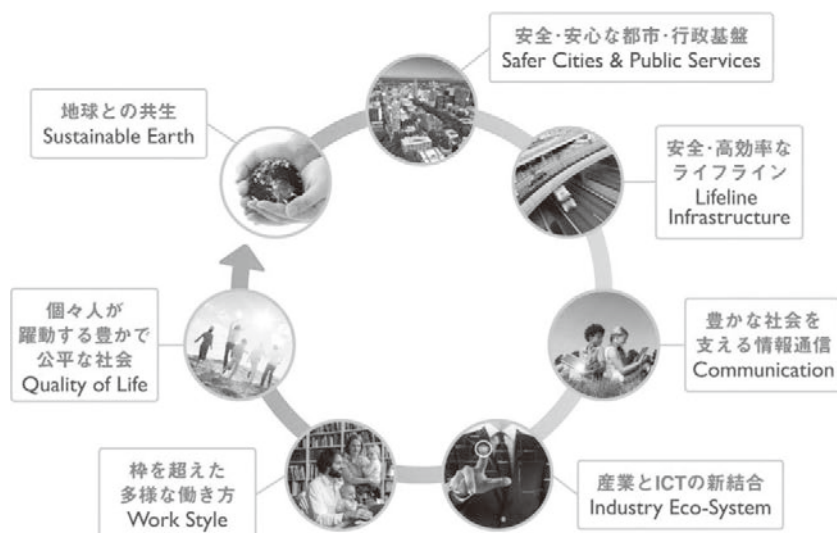 安全・安心な都市・行政基盤
Safer Cities & Public Services
地球との共生
Sustainable Earth
安全・高効率な
ライフライン
Lifeline
Infrastructure
個々人が
躍動する豊かで
公平な社会
Quality of Life
豊かな社会を
支える情報通信
Communication
枠を超えた
多様な働き方
Work Style
産業とICTの新結合
Industry Eco-System